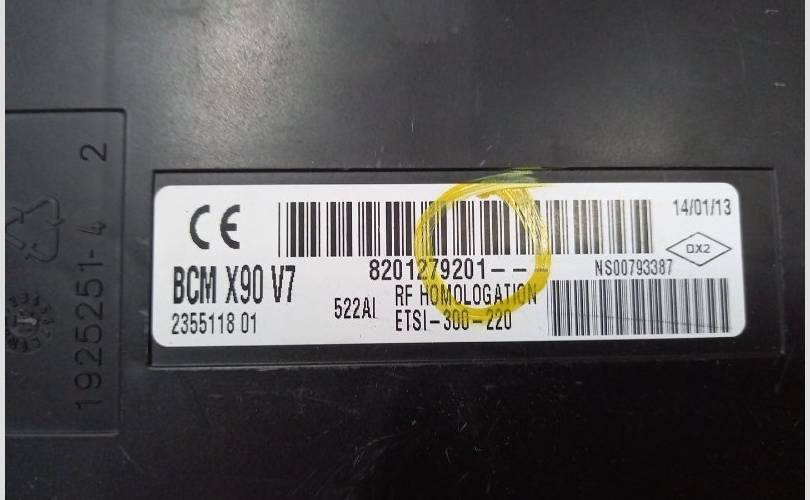 1925251-4 2
CE
14/01/13
DX2
8201279201---
NS00793387
BCM X90 V7
522AI
RF HOMOLOGATION
2355118 01
ETSI-300-220